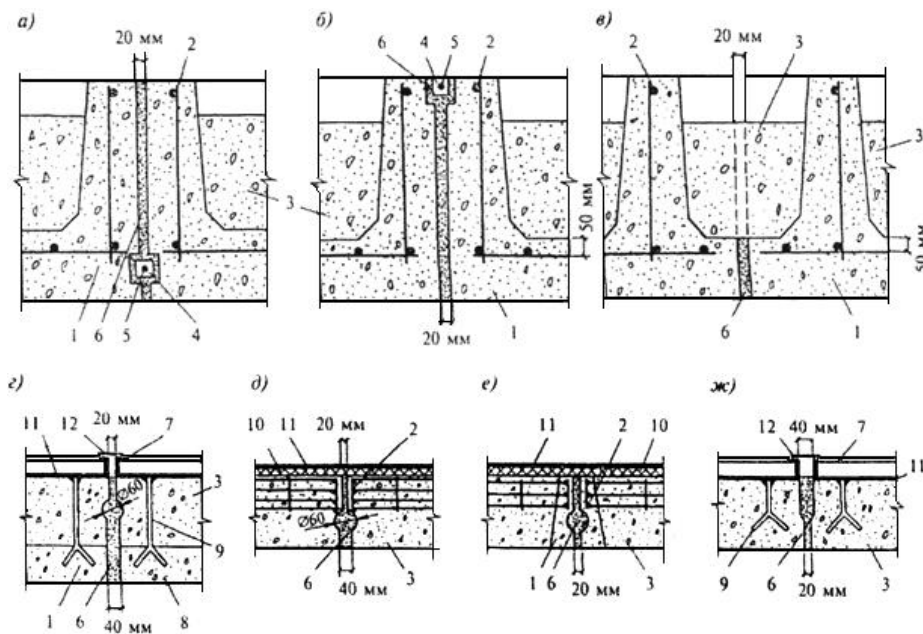 а) б) в)
20 мм 2 6 4 5 2 2 20 мм 3
3 3
50 мм 50 мм
1 6 5 4 20 мм 1 6 1
г) д) е) ж)
20 мм 20 мм 40 мм
11 12 7 10 11 2 11 2 10 12 7
3 11
Ø60 Ø60
9
1 6 8 6 3 1 6 3 9 6 3
40 мм 40 мм 20 мм 20 мм